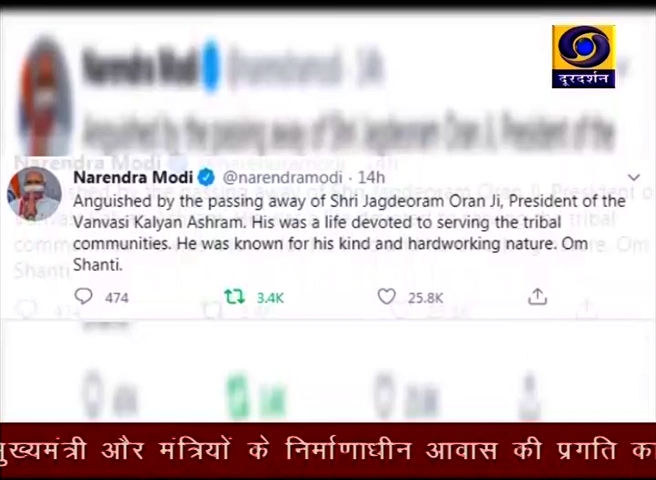 दूरदर्शन
Narendra Modi @narendramodi · 14h
Anguished by the passing away of Shri Jagdeoram Oran Ji, President of the
Vanvasi Kalyan Ashram. His was a life devoted to serving the tribal
communities. He was known for his kind and hardworking nature. Om
Shanti.
474 3.4K 25.8K
मुख्यमंत्री और मंत्रियों के निर्माणाधीन आवास की प्रगति का